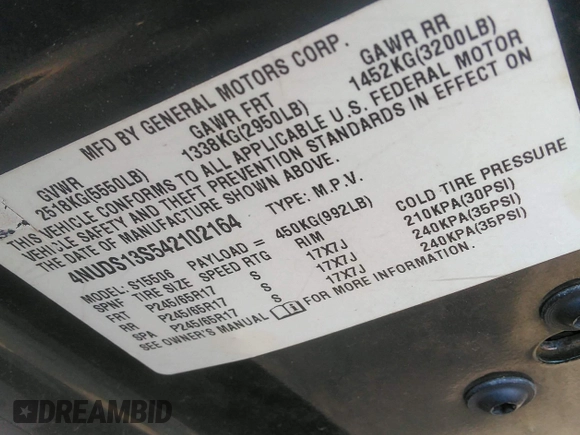 MFD BY GENERAL MOTORS CORP.
GVWR GAWR FRT GAWR RR
2518KG(5550LB) 1338KG(2950LB) 1452KG(3200LB)
THIS VEHICLE CONFORMS TO ALL APPLICABLE U.S. FEDERAL MOTOR
VEHICLE SAFETY AND THEFT PREVENTION STANDARDS IN EFFECT ON
THE DATE OF MANUFACTURE SHOWN ABOVE.
4NUDS13S542102164 TYPE: M.P.V.
MODEL: S15506 PAYLOAD = 450KG(992LB)
SPNF TIRE SIZE SPEED RTG RIM COLD TIRE PRESSURE
FRT P245/65R17 S 17X7J 210KPA(30PSI)
RR P245/65R17 S 17X7J 240KPA(35PSI)
SPA P245/65R17 S 17X7J 240KPA(35PSI)
SEE OWNER'S MANUAL FOR MORE INFORMATION.
DREAMBID